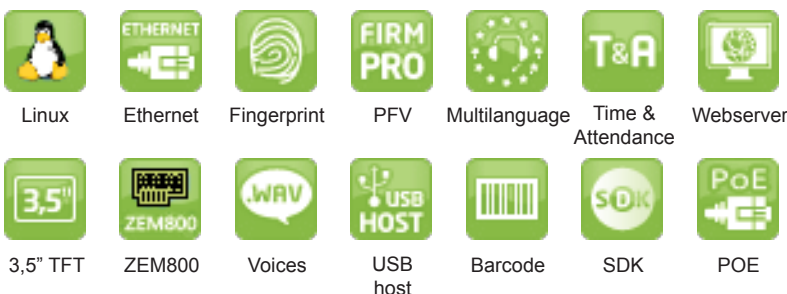 ETHERNET
FIRM
PRO
T&A
Linux
Ethernet
Fingerprint
PFV
Multilanguage
Time &
Attendance
Webserver
3,5"
ZEM800
.WAV
USB
HOST
SDK
PoE
3,5” TFT
ZEM800
Voices
USB
host
Barcode
SDK
POE